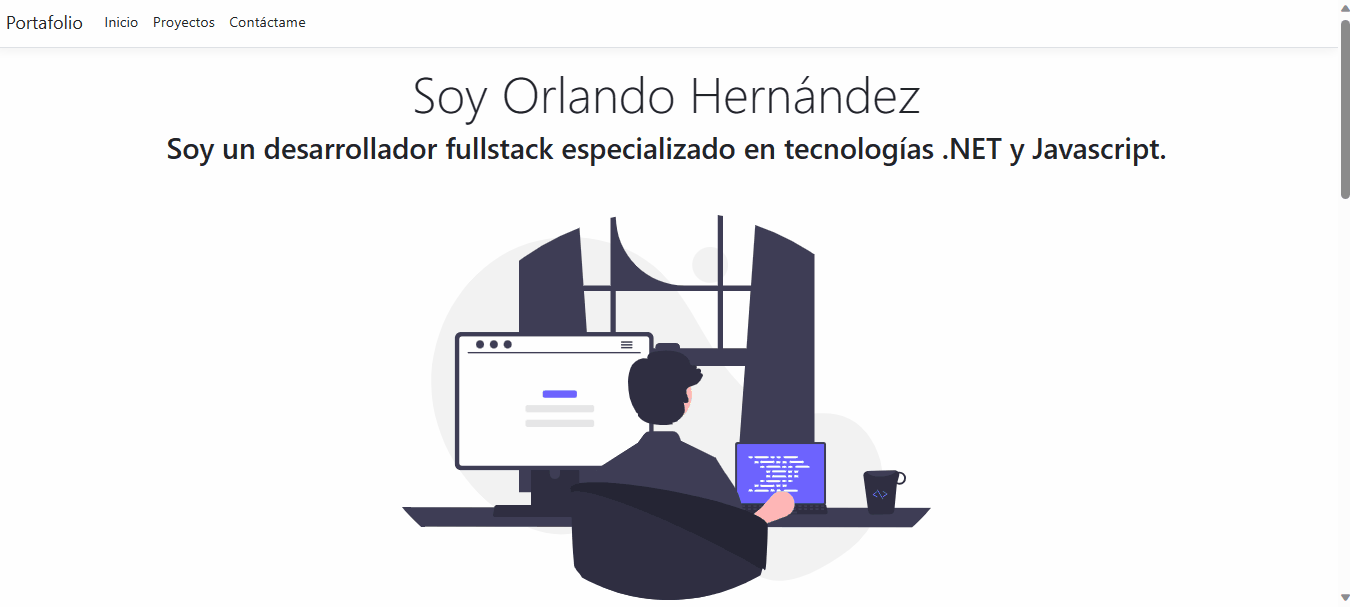 Portafolio Inicio Proyectos Contáctame
Soy Orlando Hernández
Soy un desarrollador fullstack especializado en tecnologías .NET y Javascript.